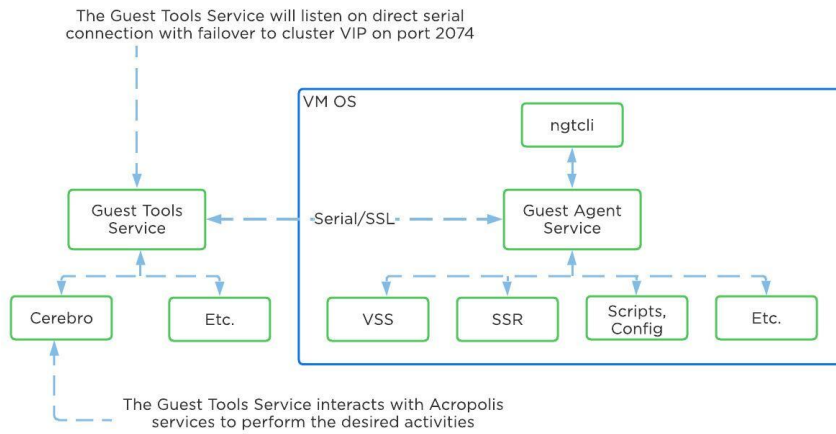 The Guest Tools Service will listen on direct serial
connection with failover to cluster VIP on port 2074
VM OS
ngtcli
Guest Tools
Service
Serial/SSL
Guest Agent
Service
Cerebro
Etc.
VSS
SSR
Scripts,
Config
Etc.
The Guest Tools Service interacts with Acropolis
services to perform the desired activities